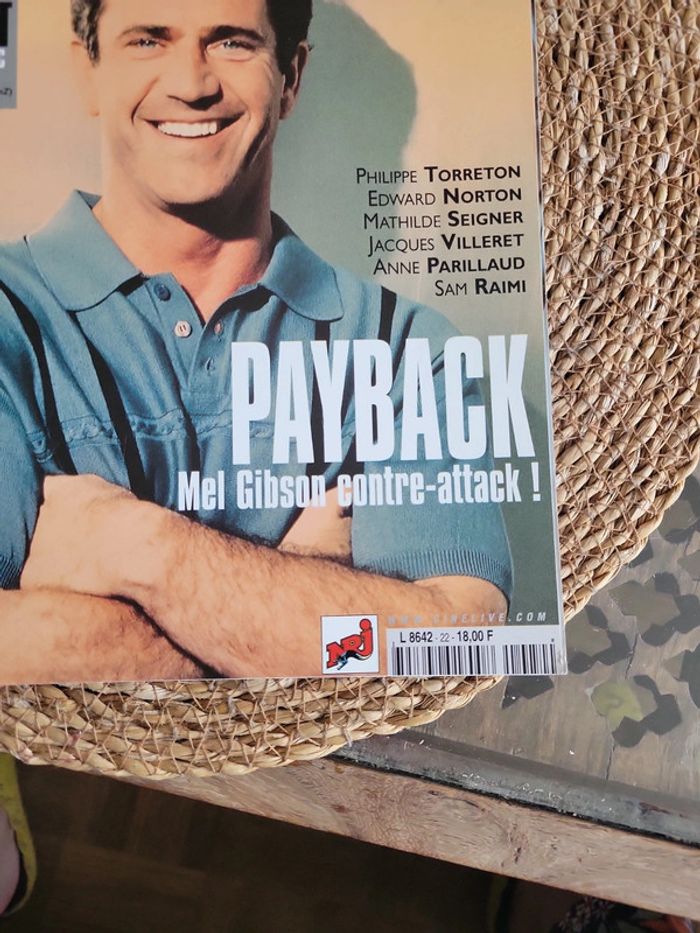 PHILIPPE TORRETON
EDWARD NORTON
MATHILDE SEIGNER
JACQUES VILLERET
ANNE PARILLAUD
SAM RAIMI
PAYBACK
Mel Gibson contre-attack !
WWW.CINELIVE.COM
NRJ
L 8642 - 22 - 18,00 F